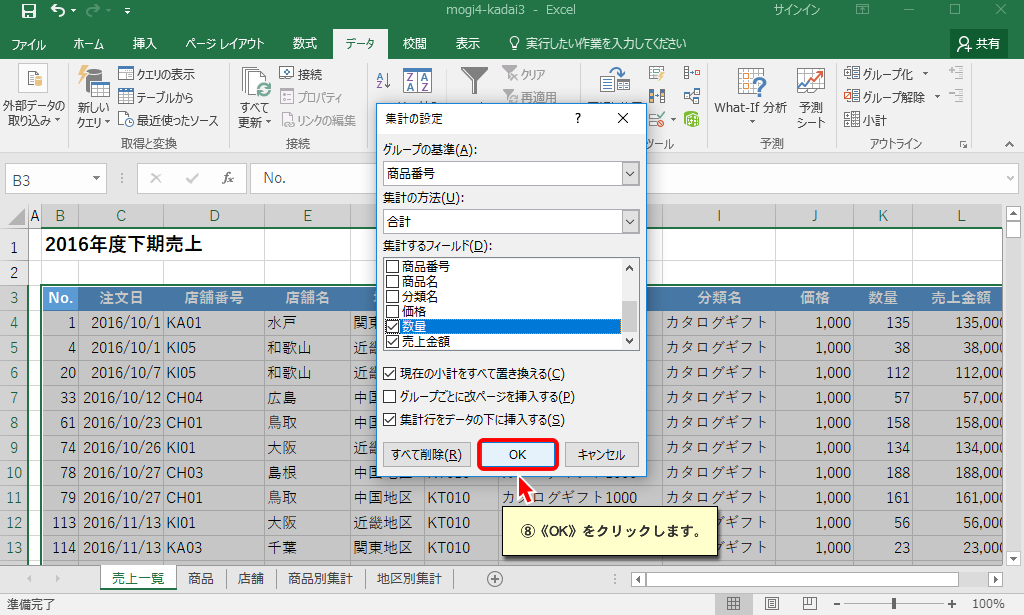 mogi4-kadai3 - Excel
サインイン
ファイル ホーム 挿入 ページ レイアウト 数式 データ 校閲 表示 実行したい作業を入力してください 共有
外部データの取り込み
新しいクエリ
クエリの表示
テーブルから
最近使ったソース
取得と変換
すべて更新
接続
プロパティ
リンクの編集
接続
クリア
再適用
ツール
What-If 分析
予測シート
予測
グループ化
グループ解除
小計
アウトライン
B3
fx
No.
A B C D E I J K L
1 2016年度下期売上
2
3 No. 注文日 店舗番号 店舗名 分類名 価格 数量 売上金額
4 1 2016/10/1 KA01 水戸 関東 カタログギフト 1,000 135 135,000
5 4 2016/10/1 KI05 和歌山 近畿 カタログギフト 1,000 38 38,000
6 20 2016/10/7 KI05 和歌山 近畿 カタログギフト 1,000 112 112,000
7 33 2016/10/12 CH04 広島 中国 カタログギフト 1,000 57 57,000
8 61 2016/10/23 CH01 鳥取 中国 カタログギフト 1,000 158 158,000
9 74 2016/10/26 KI01 大阪 近畿 カタログギフト 1,000 134 134,000
10 78 2016/10/27 CH03 島根 中国 カタログギフト 1,000 188 188,000
11 79 2016/10/27 CH01 鳥取 中国地区 KT010 カタログギフト1000 カタログギフト 1,000 161 161,000
12 113 2016/11/13 KI01 大阪 近畿地区 KT010 カタログギフト 1,000 56 56,000
13 114 2016/11/13 KA03 千葉 関東地区 KT010 カタログギフト 1,000 23 23,000
集計の設定 ?
グループの基準(A):
商品番号
集計の方法(U):
合計
集計するフィールド(D):
商品番号
商品名
分類名
価格
数量
売上金額
現在の小計をすべて置き換える(C)
グループごとに改ページを挿入する(P)
集計行をデータの下に挿入する(S)
すべて削除(R) OK キャンセル
⑧《OK》をクリックします。
売上一覧 商品 店舗 商品別集計 地区別集計
準備完了
100%